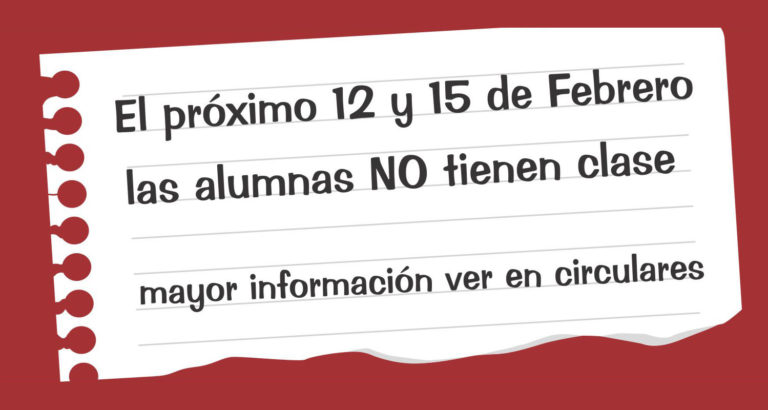 El próximo 12 y 15 de Febrero
las alumnas NO tienen clase
mayor información ver en circulares